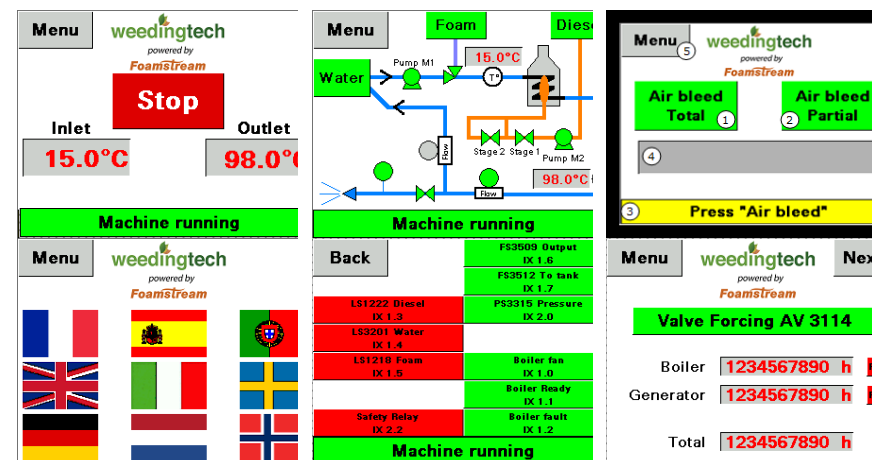 Menu
weedingtech
powered by
Foamstream
Stop
Inlet
Outlet
15.0°C
98.0°
Machine running
Menu
Foam
Dies
Pump M1
15.0°C
Water
T°
Flow
Stage 2
Stage 1
Pump M2
98.0°C
Flow
Machine running
Menu
5
weedingtech
powered by
Foamstream
Air bleed
Total
1
Air bleed
2
Partial
4
3
Press "Air bleed"
Menu
weedingtech
powered by
Foamstream
Back
FS3509 Output
IX 1.6
FS3512 To tank
IX 1.7
LS1222 Diesel
IX 1.3
PS3315 Pressure
IX 2.0
LS3201 Water
IX 1.4
LS1218 Foam
IX 1.5
Boiler fan
IX 1.0
Boiler Ready
IX 1.1
Safety Relay
IX 2.2
Boiler fault
IX 1.2
Machine running
Menu
weedingtech
powered by
Foamstream
Nex
Valve Forcing AV 3114
Boiler
1234567890 h
Generator
1234567890 h
Total
1234567890 h